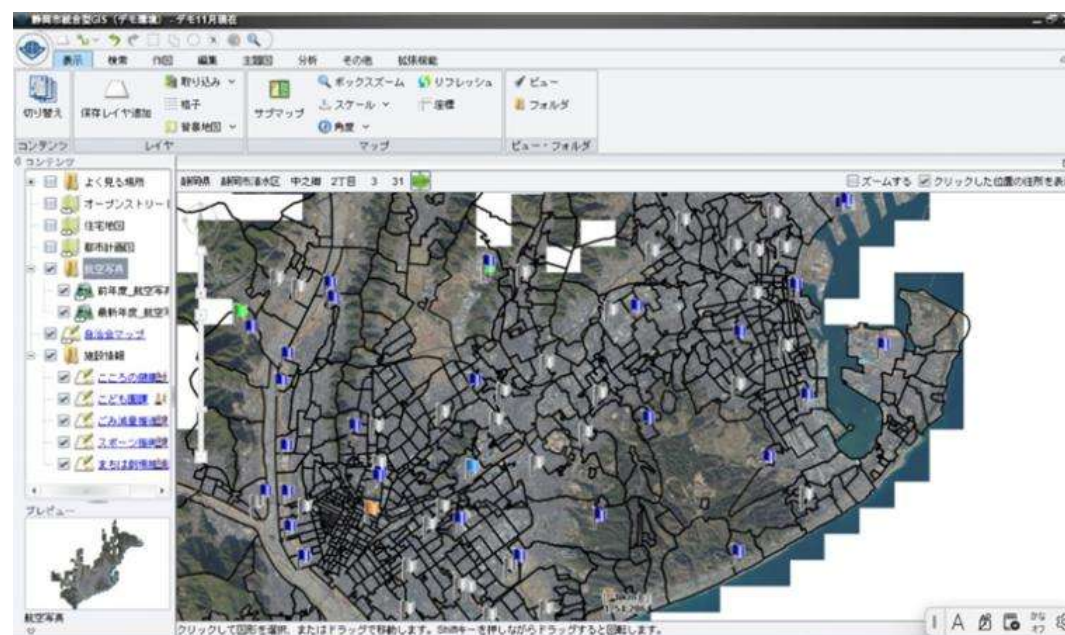 静岡市統合型GIS(デモ環境) - デモ11月現在
表示 検索 作図 編集 主題図 分析 その他 拡張機能
切り替え
保存レイヤ追加
取り込み
格子
背景地図
サブマップ
ボックスズーム
スケール
角度
リフレッシュ
座標
ビュー
フォルダ
コンテンツ レイヤ マップ ビュー・フォルダ
コンテンツ
静岡県 静岡市清水区 中之郷 2丁目 3 31
ズームする クリックした位置の住所を表
よく見る場所
オープンストリー
住宅地図
都市計画図
航空写真
前年度_航空写
最新年度_航空
自治会マップ
施設情報
こころの健康
こども園課
ごみ減量推進
スポーツ振興
プレビュー
航空写真
クリックして図形を選択、またはドラッグで移動します。Shiftキーを押しながらドラッグすると回転します。
A
かな